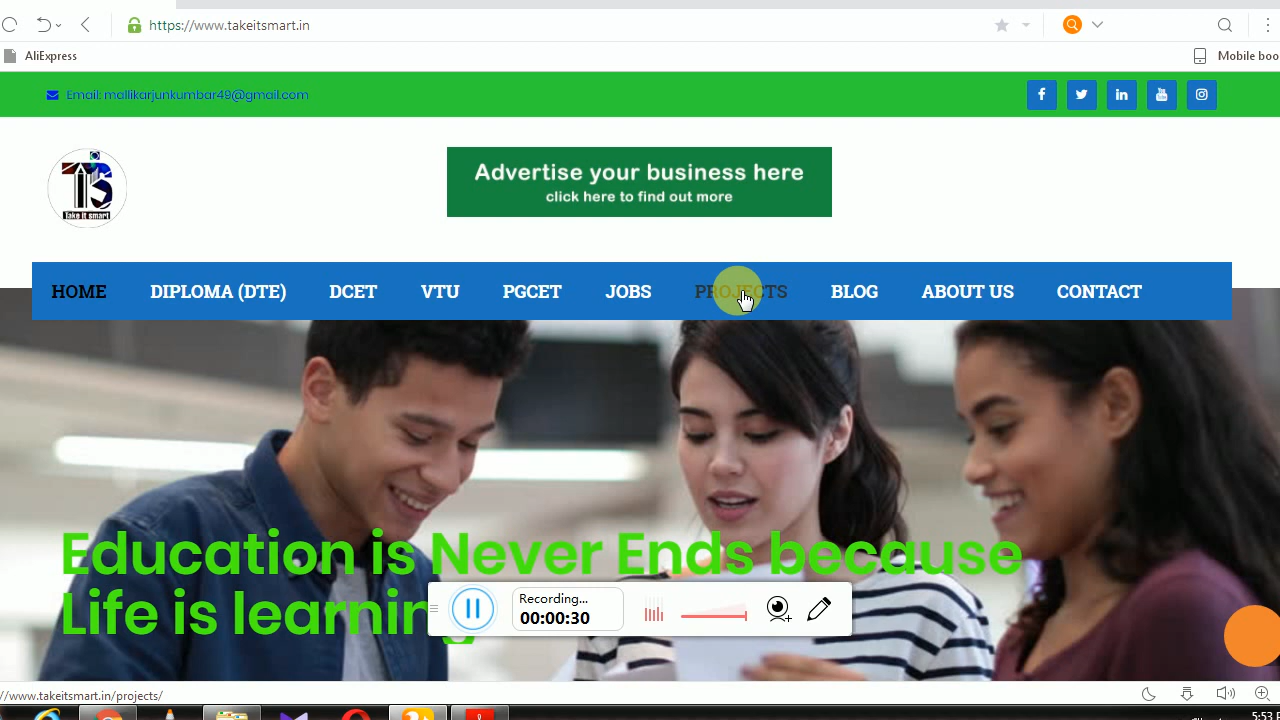 https://www.takeitsmart.in
AliExpress
Mobile boo
Email: mallikarjunkumbar49@gmail.com
Take it smart
Advertise your business here
click here to find out more
HOME DIPLOMA (DTE) DCET VTU PGCET JOBS PROJECTS BLOG ABOUT US CONTACT
Education is Never Ends because
Life is learning
Recording...
00:00:30
//www.takeitsmart.in/projects/
5:53